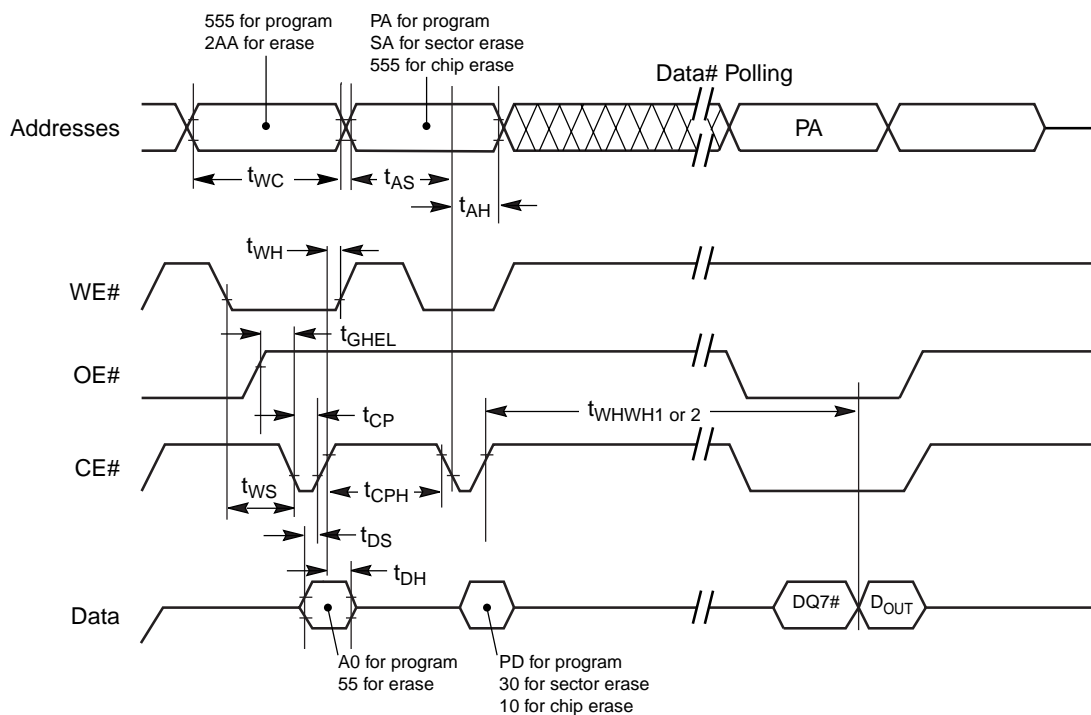 555 for program
2AA for erase
PA for program
SA for sector erase
555 for chip erase
Data# Polling
Addresses
PA
tWC
tAS
tAH
tWH
WE#
tGHEL
OE#
tWHWH1 or 2
tCP
CE#
tWS
tCPH
tDS
tDH
Data
DQ7#
DOUT
A0 for program
55 for erase
PD for program
30 for sector erase
10 for chip erase